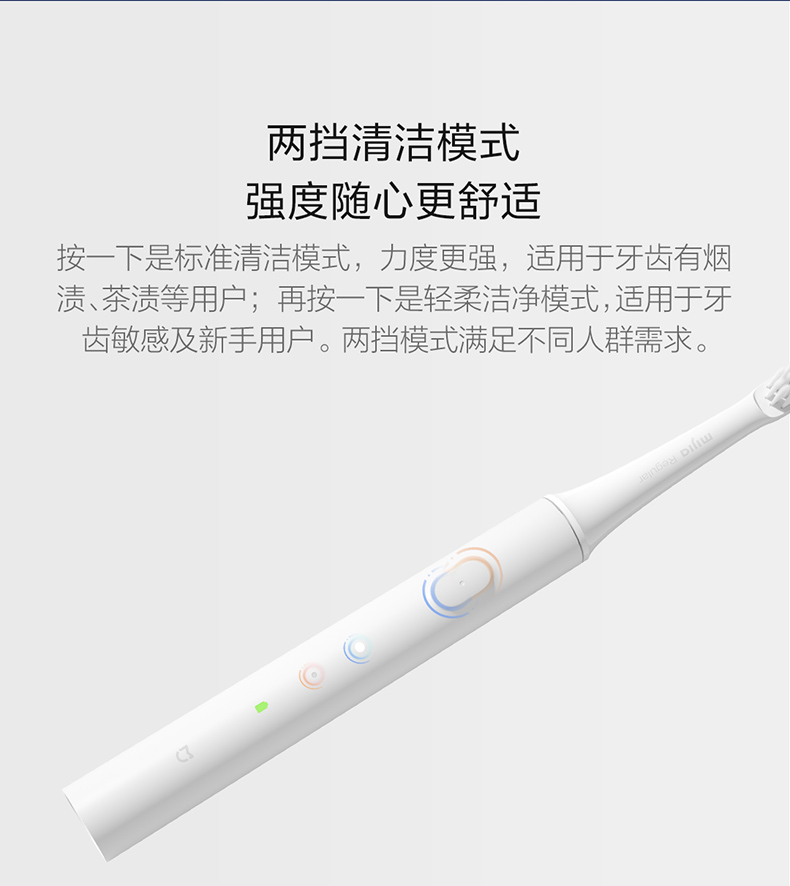 两挡清洁模式
强度随心更舒适
按一下是标准清洁模式，力度更强，适用于牙齿有烟
渍、茶渍等用户；再按一下是轻柔洁净模式，适用于牙
齿敏感及新手用户。两挡模式满足不同人群需求。
mijia Regular